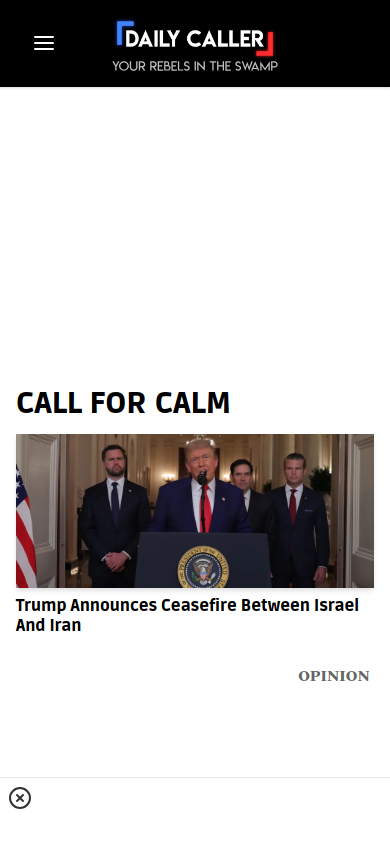 DAILY CALLER
YOUR REBELS IN THE SWAMP
CALL FOR CALM
Trump Announces Ceasefire Between Israel
And Iran
OPINION